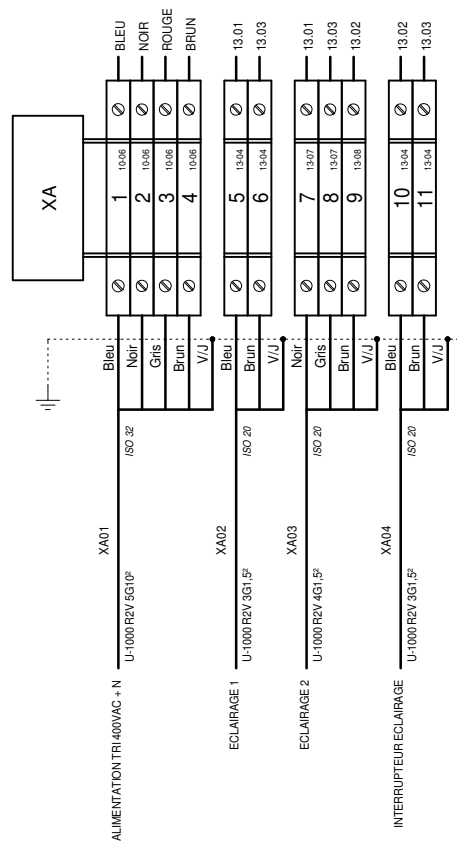 XA
BLEU
NOIR
ROUGE
BRUN
13.01
13.03
13.01
13.03
13.02
13.02
13.03
1 10-06
2 10-06
3 10-06
4 10-06
5 13-04
6 13-04
7 13-07
8 13-07
9 13-08
10 13-04
11 13-04
Bleu
Noir
Gris
Brun
V/J
Bleu
Brun
V/J
Noir
Gris
Brun
V/J
Bleu
Brun
V/J
ISO 32
ISO 20
ISO 20
ISO 20
XA01
XA02
XA03
XA04
U-1000 R2V 5G10²
U-1000 R2V 3G1,5²
U-1000 R2V 4G1,5²
U-1000 R2V 3G1,5²
ALIMENTATION TRI 400VAC + N
ECLAIRAGE 1
ECLAIRAGE 2
INTERRUPTEUR ECLAIRAGE